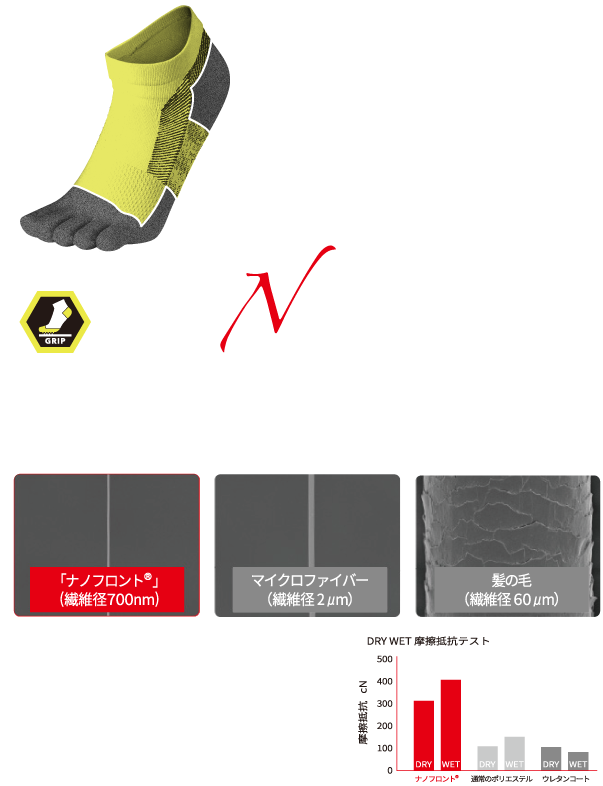 GRIP
N
「ナノフロント®」
(繊維径700nm)
マイクロファイバー
(繊維径2μm)
髪の毛
(繊維径60μm)
DRY WET 摩擦抵抗テスト
摩擦抵抗 cN
500
400
300
200
100
0
DRY WET DRY WET DRY WET
ナノフロント® 通常のポリエステル ウレタンコート